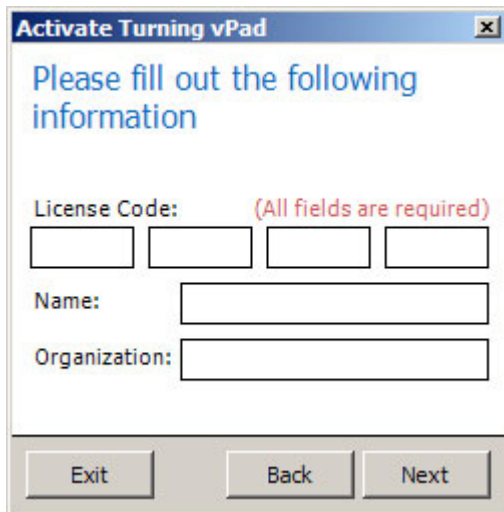 Activate Turning vPad
Please fill out the following
information
License Code: (All fields are required)
Name:
Organization:
Exit Back Next